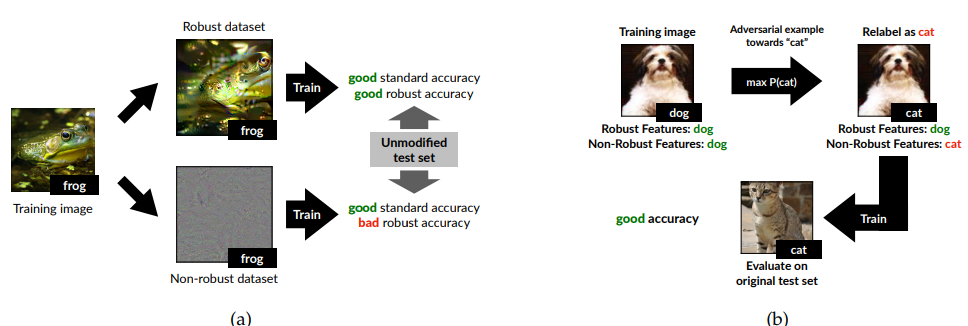 Robust dataset
frog
Train
good standard accuracy
good robust accuracy
frog
Training image
Unmodified
test set
frog
Train
good standard accuracy
bad robust accuracy
Non-robust dataset
(a)
Training image
dog
Robust Features: dog
Non-Robust Features: dog
Adversarial example
towards “cat”
max P(cat)
Relabel as cat
cat
Robust Features: dog
Non-Robust Features: cat
Train
good accuracy
cat
Evaluate on
original test set
(b)